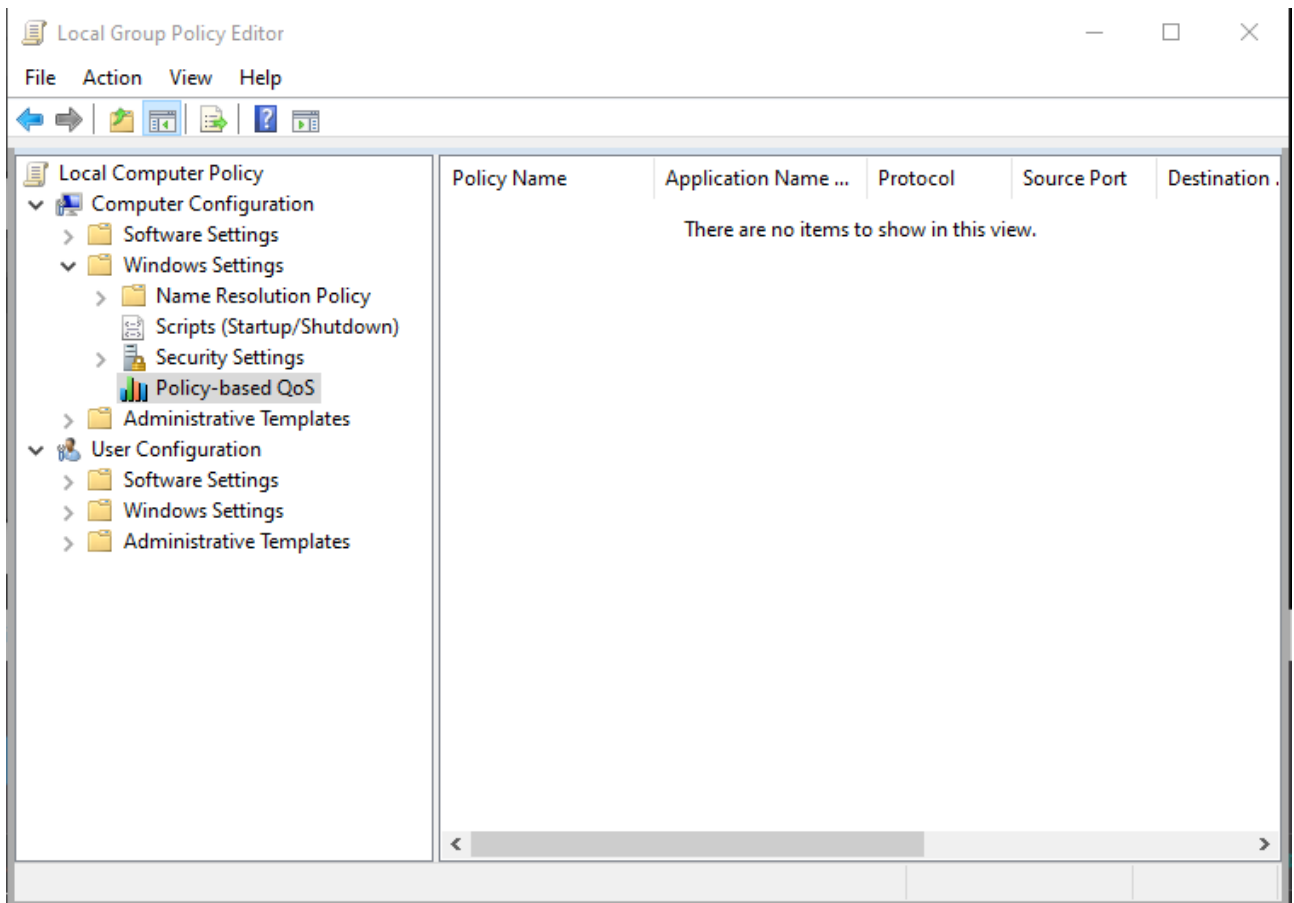 Local Group Policy Editor
File Action View Help
Local Computer Policy
Computer Configuration
Software Settings
Windows Settings
Name Resolution Policy
Scripts (Startup/Shutdown)
Security Settings
Policy-based QoS
Administrative Templates
User Configuration
Software Settings
Windows Settings
Administrative Templates
Policy Name Application Name ... Protocol Source Port Destination .
There are no items to show in this view.